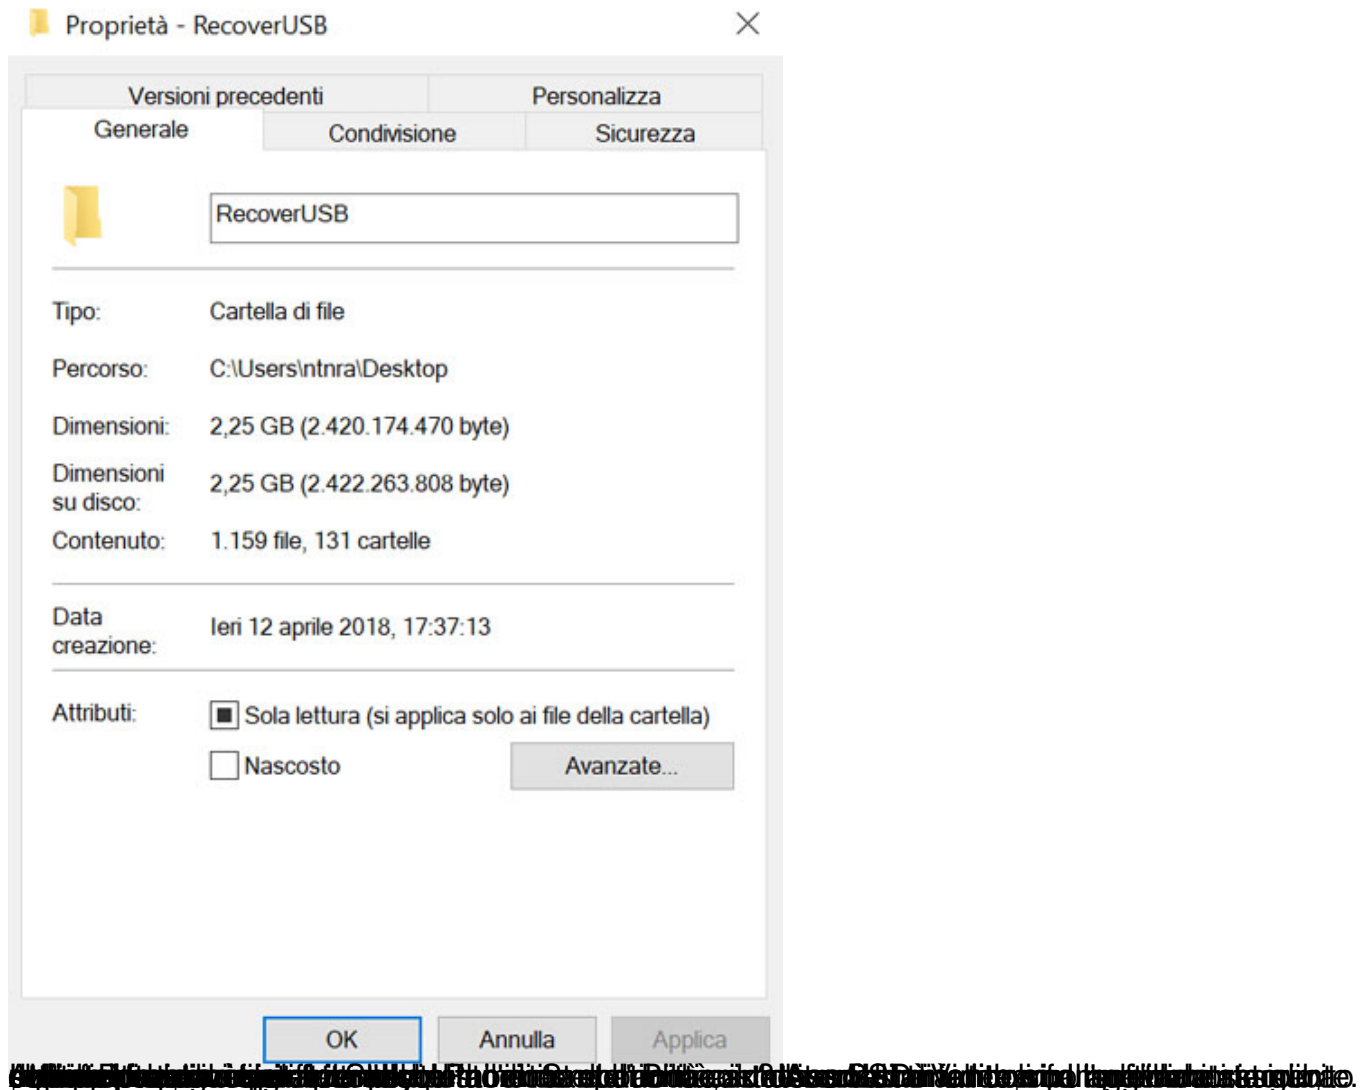 Proprietà - RecoverUSB
Versioni precedenti Personalizza
Generale Condivisione Sicurezza
RecoverUSB
Tipo: Cartella di file
Percorso: C:\Users\ntnra\Desktop
Dimensioni: 2,25 GB (2.420.174.470 byte)
Dimensioni su disco: 2,25 GB (2.422.263.808 byte)
Contenuto: 1.159 file, 131 cartelle
Data creazione: Ieri 12 aprile 2018, 17:37:13
Attributi: Sola lettura (si applica solo ai file della cartella)
Nascosto Avanzate...
OK Annulla Applica